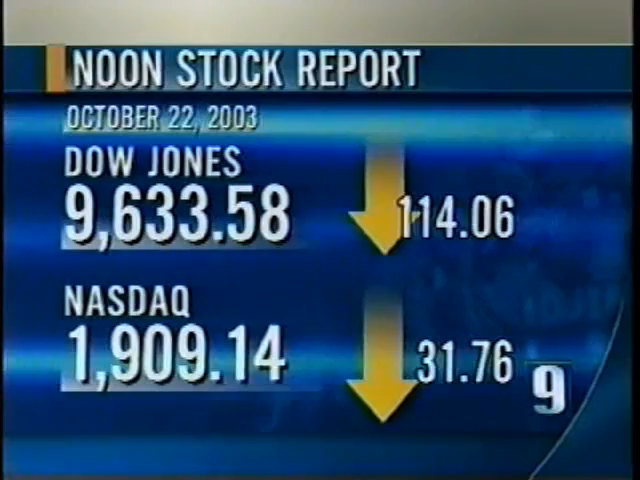 NOON STOCK REPORT
OCTOBER 22, 2003
DOW JONES
9,633.58 114.06
NASDAQ
1,909.14 31.76
9